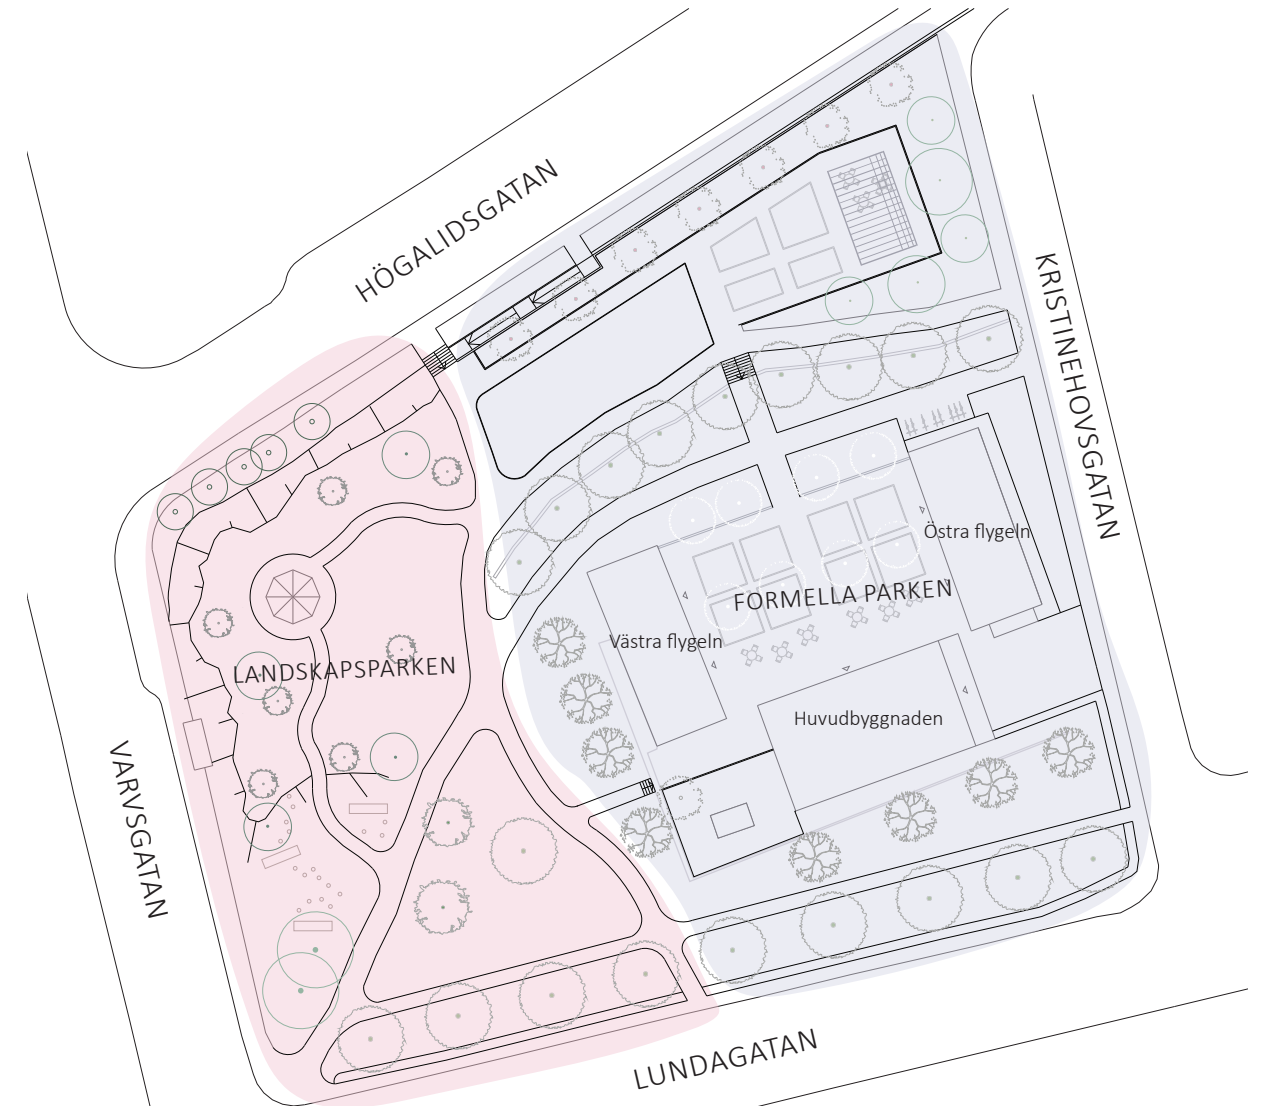 HÖGALIDSGATAN
KRISTINEHOVSGATAN
Östra flygeln
FORMELLA PARKEN
Västra flygeln
LANDSKAPSPARKEN
Huvudbyggnaden
VARVSGATAN
LUNDAGATAN